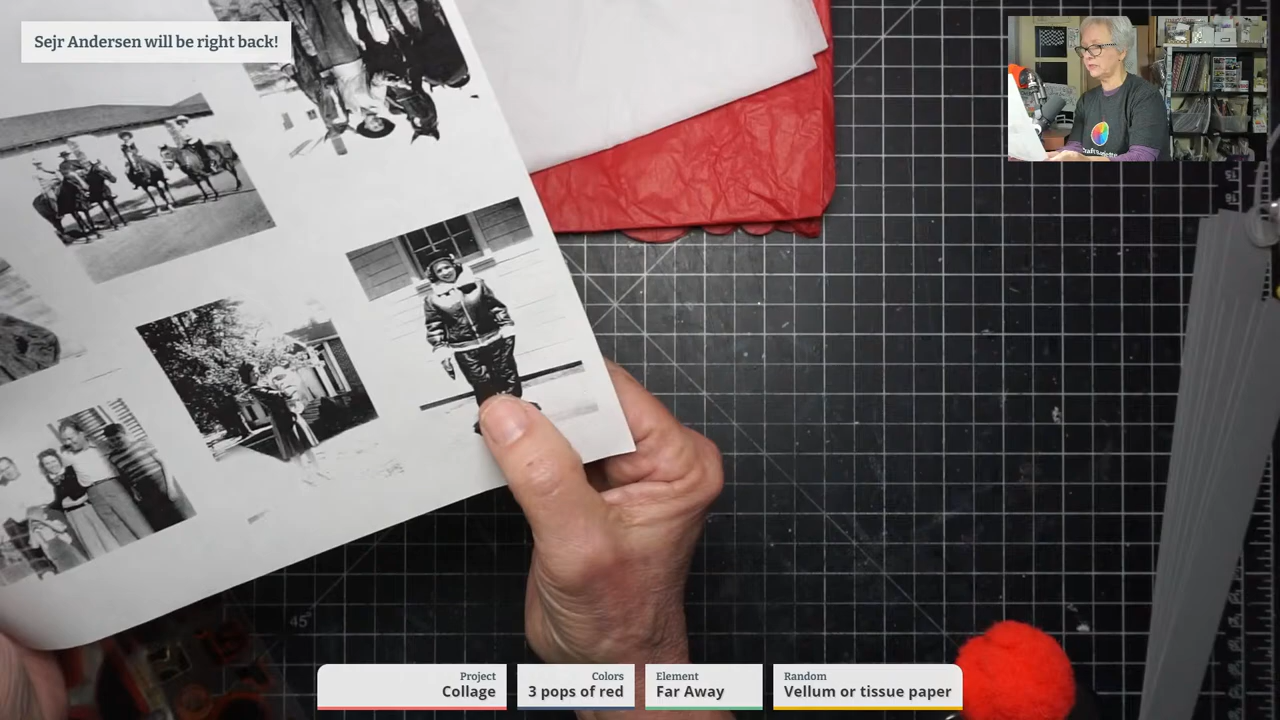 Sejr Andersen will be right back!
45°
Project
Collage
Colors
3 pops of red
Element
Far Away
Random
Vellum or tissue paper